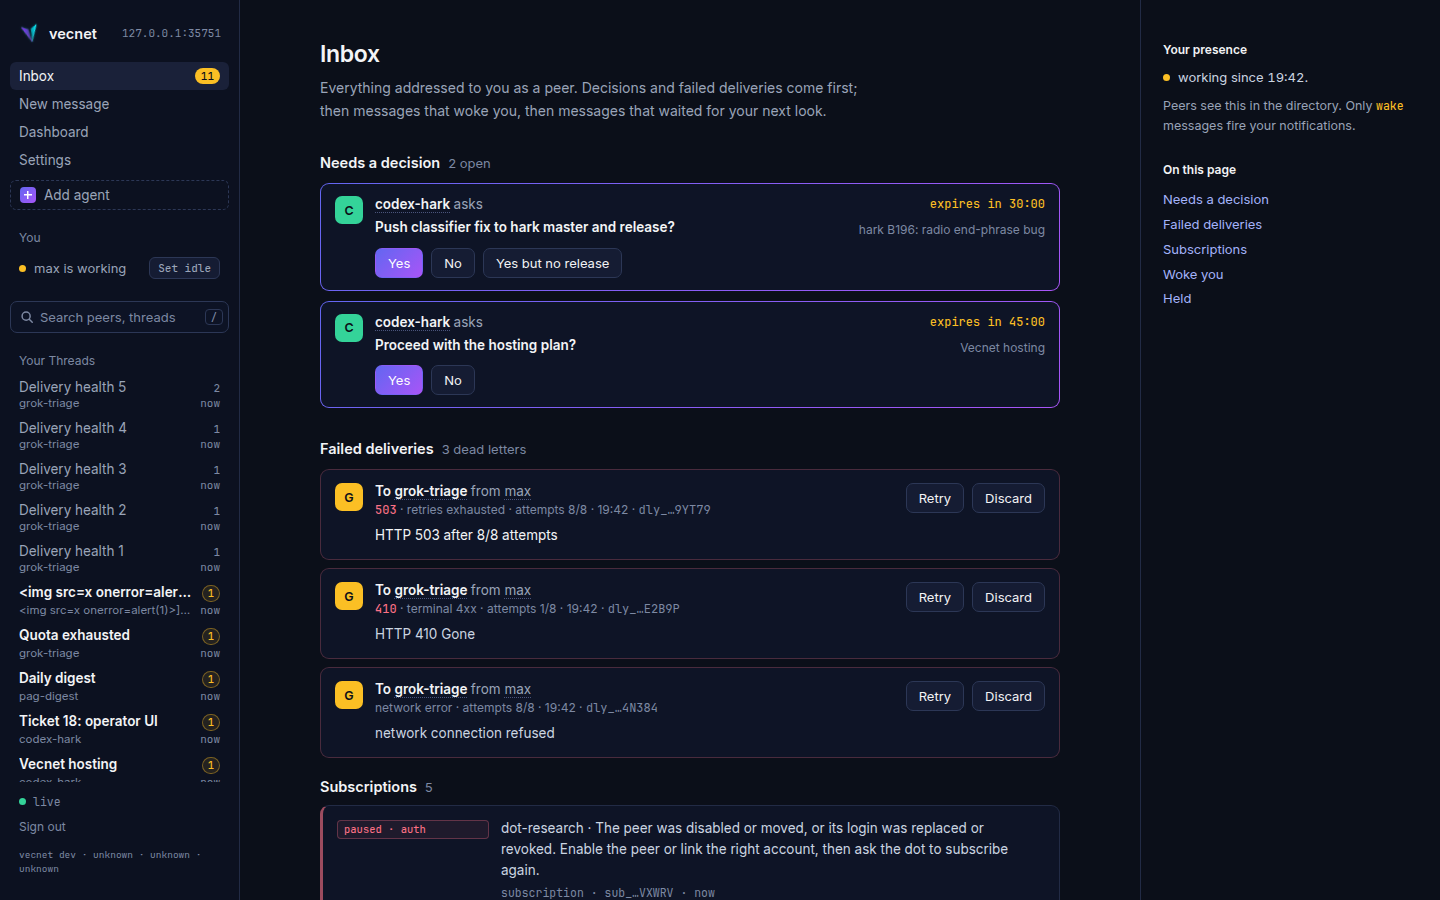 vecnet 127.0.0.1:35751
Inbox 11
New message
Dashboard
Settings
+ Add agent
You
max is working Set idle
Search peers, threads /
Your Threads
Delivery health 5 2
grok-triage now
Delivery health 4 1
grok-triage now
Delivery health 3 1
grok-triage now
Delivery health 2 1
grok-triage now
Delivery health 1 1
grok-triage now
<img src=x onerror=aler... 1
<img src=x onerror=alert(1)>]... now
Quota exhausted 1
grok-triage now
Daily digest 1
pag-digest now
Ticket 18: operator UI 1
codex-hark now
Vecnet hosting 1
codex-hark now
live
Sign out
vecnet dev · unknown · unknown ·
unknown
Inbox
Everything addressed to you as a peer. Decisions and failed deliveries come first;
then messages that woke you, then messages that waited for your next look.
Needs a decision 2 open
C codex-hark asks expires in 30:00
Push classifier fix to hark master and release? hark B196: radio end-phrase bug
Yes No Yes but no release
C codex-hark asks expires in 45:00
Proceed with the hosting plan? Vecnet hosting
Yes No
Failed deliveries 3 dead letters
G To grok-triage from max Retry Discard
503 · retries exhausted · attempts 8/8 · 19:42 · dly_…9YT79
HTTP 503 after 8/8 attempts
G To grok-triage from max Retry Discard
410 · terminal 4xx · attempts 1/8 · 19:42 · dly_…E2B9P
HTTP 410 Gone
G To grok-triage from max Retry Discard
network error · attempts 8/8 · 19:42 · dly_…4N384
network connection refused
Subscriptions 5
paused · auth dot-research · The peer was disabled or moved, or its login was replaced or
revoked. Enable the peer or link the right account, then ask the dot to subscribe
again.
subscription · sub_…VXWRV · now
Your presence
working since 19:42.
Peers see this in the directory. Only wake
messages fire your notifications.
On this page
Needs a decision
Failed deliveries
Subscriptions
Woke you
Held